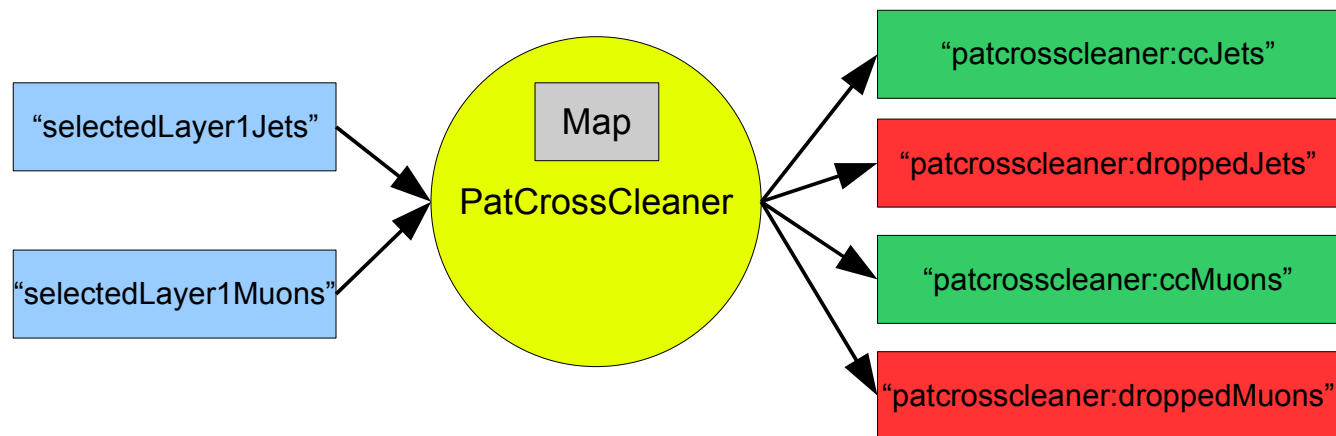 “selectedLayer1Jets”
“selectedLayer1Muons”
Map
PatCrossCleaner
“patcrosscleaner:ccJets”
“patcrosscleaner:droppedJets”
“patcrosscleaner:ccMuons”
“patcrosscleaner:droppedMuons”